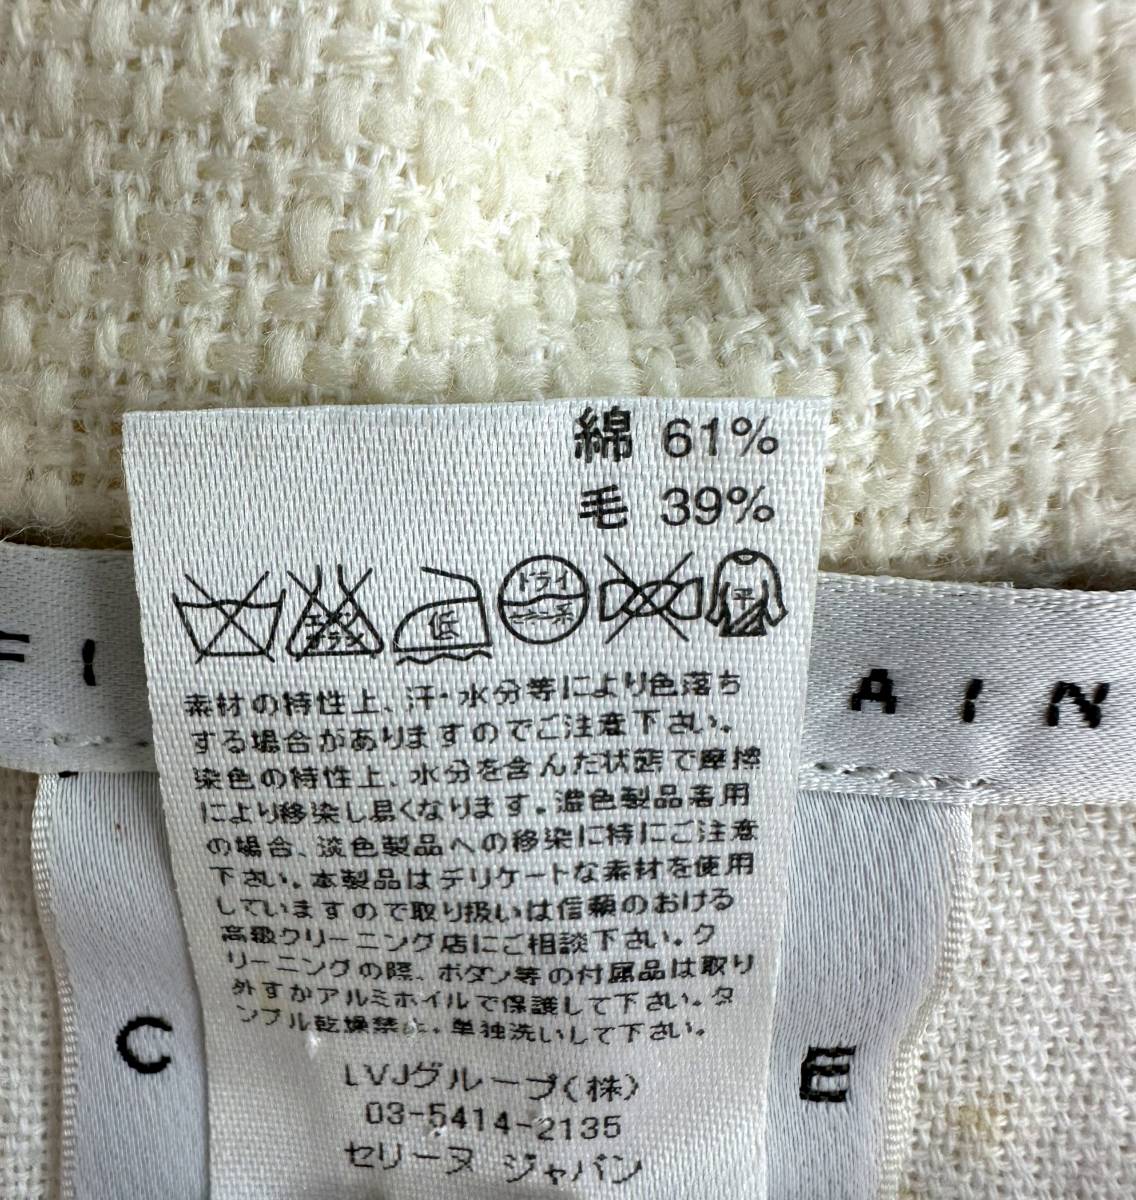 綿 61%
毛 39%
エンソ
サラシ
低
ドライ
セキユ系
平
素材の特性上、汗・水分等により色落ち
する場合がありますのでご注意下さい。
染色の特性上、水分を含んだ状態で摩擦
により移染し易くなります。濃色製品着用
の場合、淡色製品への移染に特にご注意
下さい。本製品はデリケートな素材を使用
していますので取り扱いは信頼のおける
高級クリーニング店にご相談下さい。ク
リーニングの際、ボタン等の付属品は取り
外すかアルミホイルで保護して下さい。タ
ンブル乾燥禁止。単独洗いして下さい。
LVJグループ(株)
03-5414-2135
セリーヌ ジャパン
F I
A I N
C
E